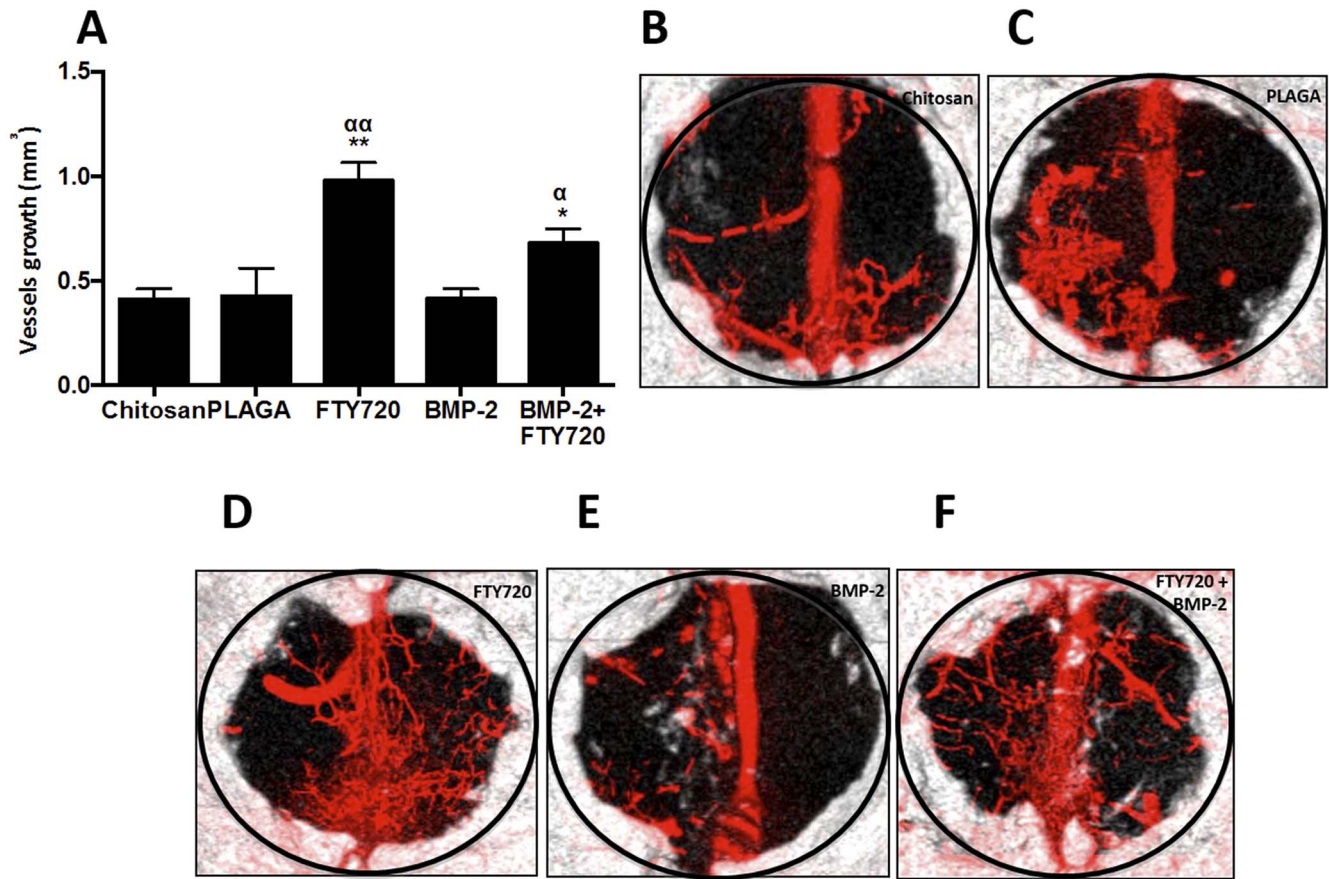 A
B
C
1.5
1.0
0.5
0.0
Vessels growth (mm³)
αα
**
α
*
Chitosan
PLAGA
FTY720
BMP-2
BMP-2+
FTY720
Chitosan
PLAGA
D
E
F
FTY720
BMP-2
FTY720 +
BMP-2